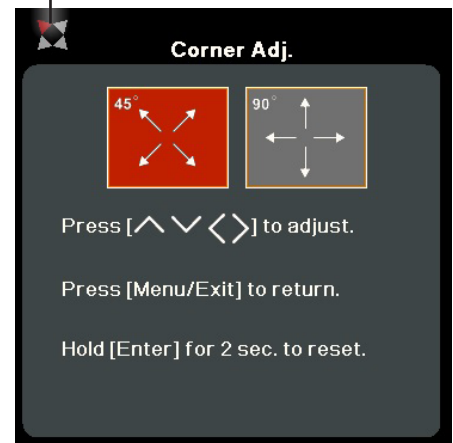 Corner Adj.
45° 90°
Press [∧∨<>] to adjust.
Press [Menu/Exit] to return.
Hold [Enter] for 2 sec. to reset.